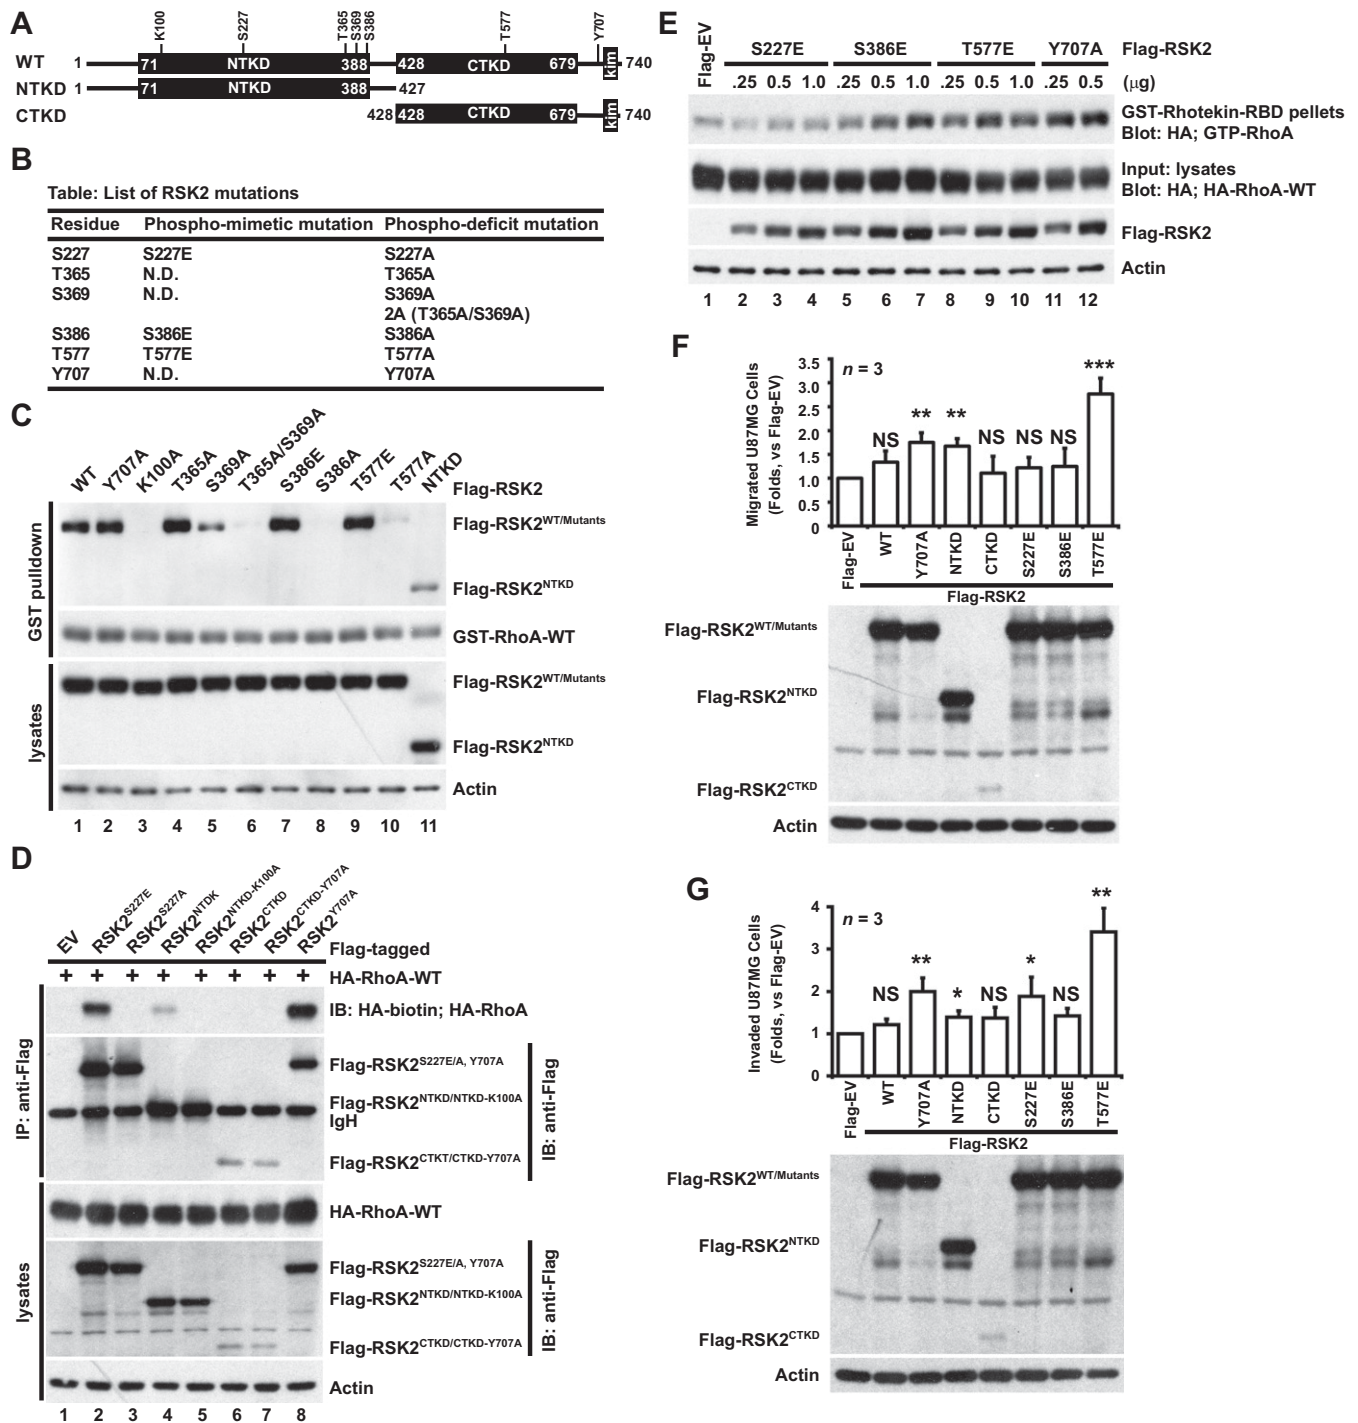 A
K100
S227
T365
S369
S386
T577
Y707
WT 1 71 NTKD 388 428 CTKD 679 kim 740
NTKD 1 71 NTKD 388 427
CTKD 428 428 CTKD 679 kim 740
B
Table: List of RSK2 mutations
Residue Phospho-mimetic mutation Phospho-deficit mutation
S227 S227E S227A
T365 N.D. T365A
S369 N.D. S369A
2A (T365A/S369A)
S386 S386E S386A
T577 T577E T577A
Y707 N.D. Y707A
C
WT Y707A K100A T365A S369A T365A/S369A S386E S386A T577E T577A NTKD
Flag-RSK2
GST pulldown
Flag-RSK2WT/Mutants
Flag-RSK2NTKD
GST-RhoA-WT
lysates
Flag-RSK2WT/Mutants
Flag-RSK2NTKD
Actin
1 2 3 4 5 6 7 8 9 10 11
D
EV RSK2S227E RSK2S227A RSK2NTDK RSK2NTKD-K100A RSK2CTKD RSK2CTKD-Y707A RSK2Y707A
Flag-tagged
+ + + + + + + + HA-RhoA-WT
IP: anti-Flag
IB: HA-biotin; HA-RhoA
Flag-RSK2S227E/A, Y707A
Flag-RSK2NTKD/NTKD-K100A
IgH
Flag-RSK2CTKT/CTKD-Y707A
IB: anti-Flag
lysates
HA-RhoA-WT
Flag-RSK2S227E/A, Y707A
Flag-RSK2NTKD/NTKD-K100A
Flag-RSK2CTKD/CTKD-Y707A
IB: anti-Flag
Actin
1 2 3 4 5 6 7 8
E
Flag-EV S227E S386E T577E Y707A Flag-RSK2
.25 0.5 1.0 .25 0.5 1.0 .25 0.5 1.0 .25 0.5 (μg)
GST-Rhotekin-RBD pellets
Blot: HA; GTP-RhoA
Input: lysates
Blot: HA; HA-RhoA-WT
Flag-RSK2
Actin
1 2 3 4 5 6 7 8 9 10 11 12
F
Migrated U87MG Cells
(Folds, vs Flag-EV)
3.5
3.0
2.5
2.0
1.5
1.0
0.5
0
n = 3
NS ** ** NS NS NS ***
Flag-EV WT Y707A NTKD CTKD S227E S386E T577E
Flag-RSK2
Flag-RSK2WT/Mutants
Flag-RSK2NTKD
Flag-RSK2CTKD
Actin
G
Invaded U87MG Cells
(Folds, vs Flag-EV)
4
3
2
1
0
n = 3
NS ** * NS * NS **
Flag-EV WT Y707A NTKD CTKD S227E S386E T577E
Flag-RSK2
Flag-RSK2WT/Mutants
Flag-RSK2NTKD
Flag-RSK2CTKD
Actin